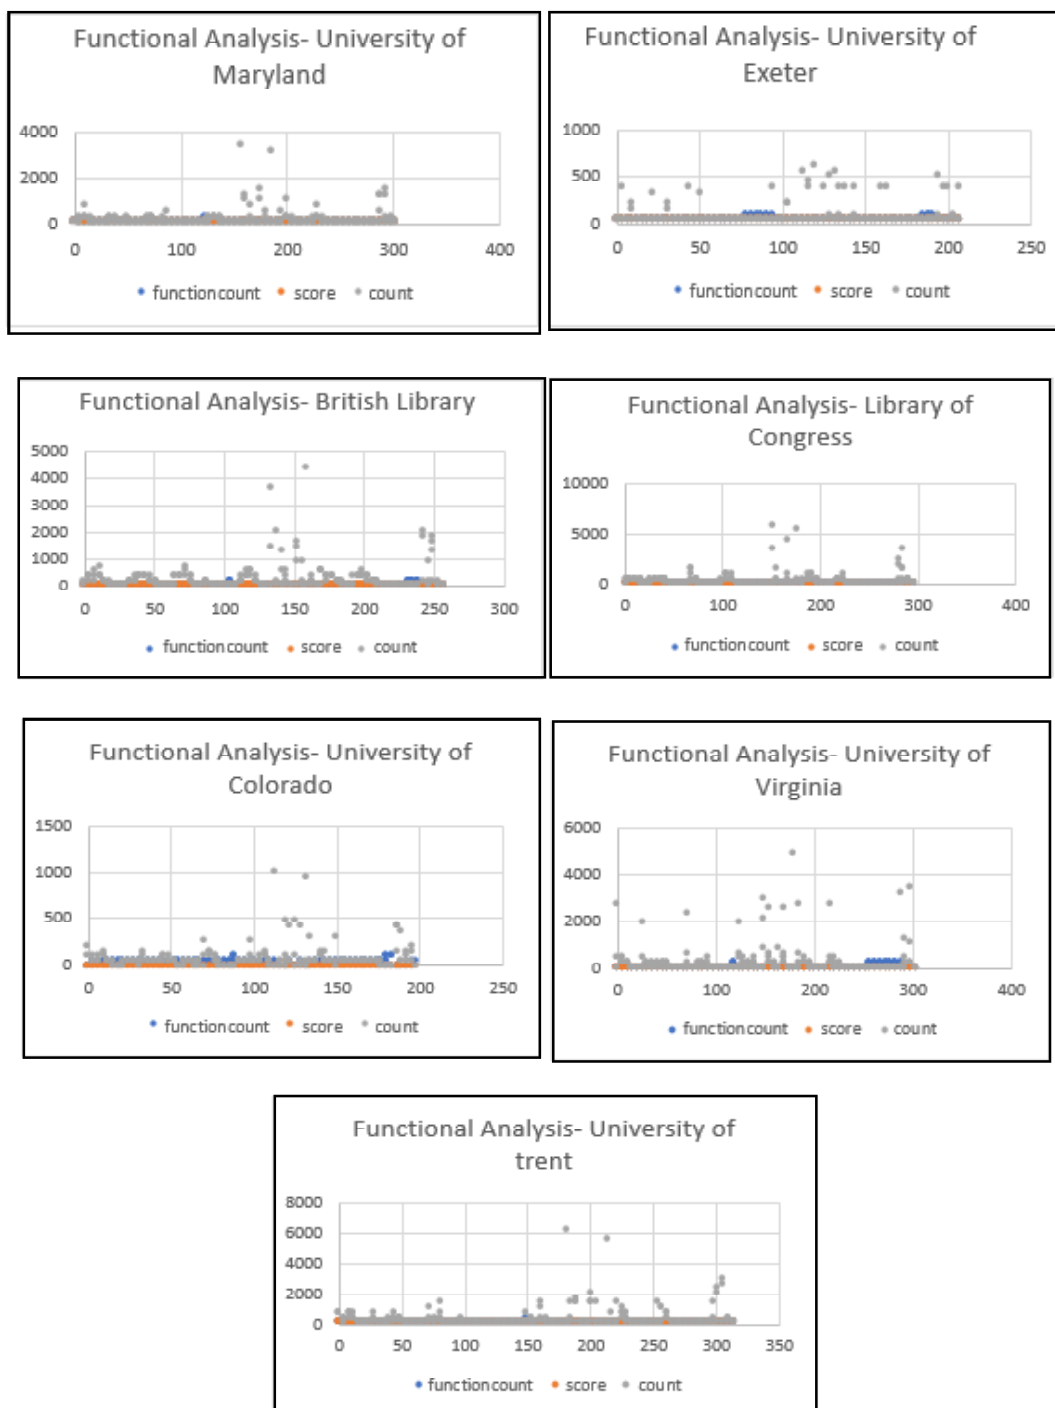 Functional Analysis- University of
Maryland
4000
2000
0
0 100 200 300 400
functioncount score count
Functional Analysis- University of
Exeter
1000
500
0
0 50 100 150 200 250
functioncount score count
Functional Analysis- British Library
5000
4000
3000
2000
1000
0
0 50 100 150 200 250 300
functioncount score count
Functional Analysis- Library of
Congress
10000
5000
0
0 100 200 300 400
functioncount score count
Functional Analysis- University of
Colorado
1500
1000
500
0
0 50 100 150 200 250
functioncount score count
Functional Analysis- University of
Virginia
6000
4000
2000
0
0 100 200 300 400
functioncount score count
Functional Analysis- University of
trent
8000
6000
4000
2000
0
0 50 100 150 200 250 300 350
functioncount score count